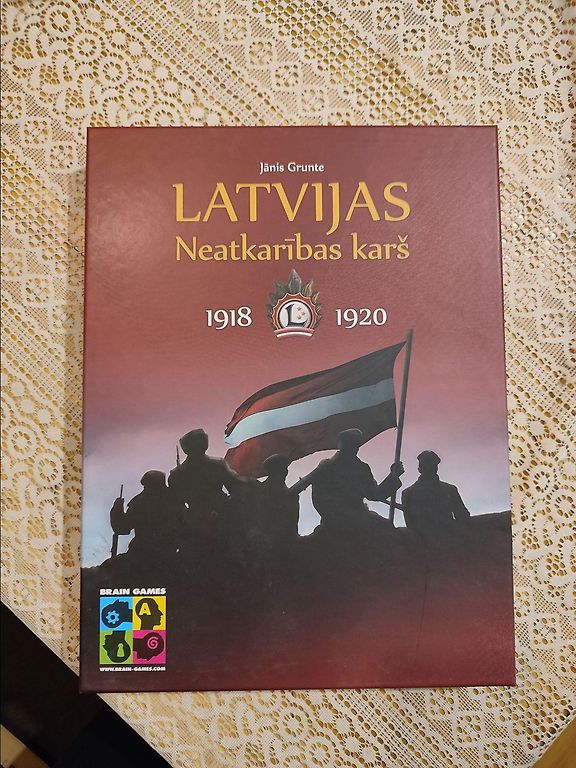 Jānis Grunte
LATVIJAS
Neatkarības karš
1918 L 1920
BRAIN GAMES
A
WWW.BRAIN-GAMES.COM